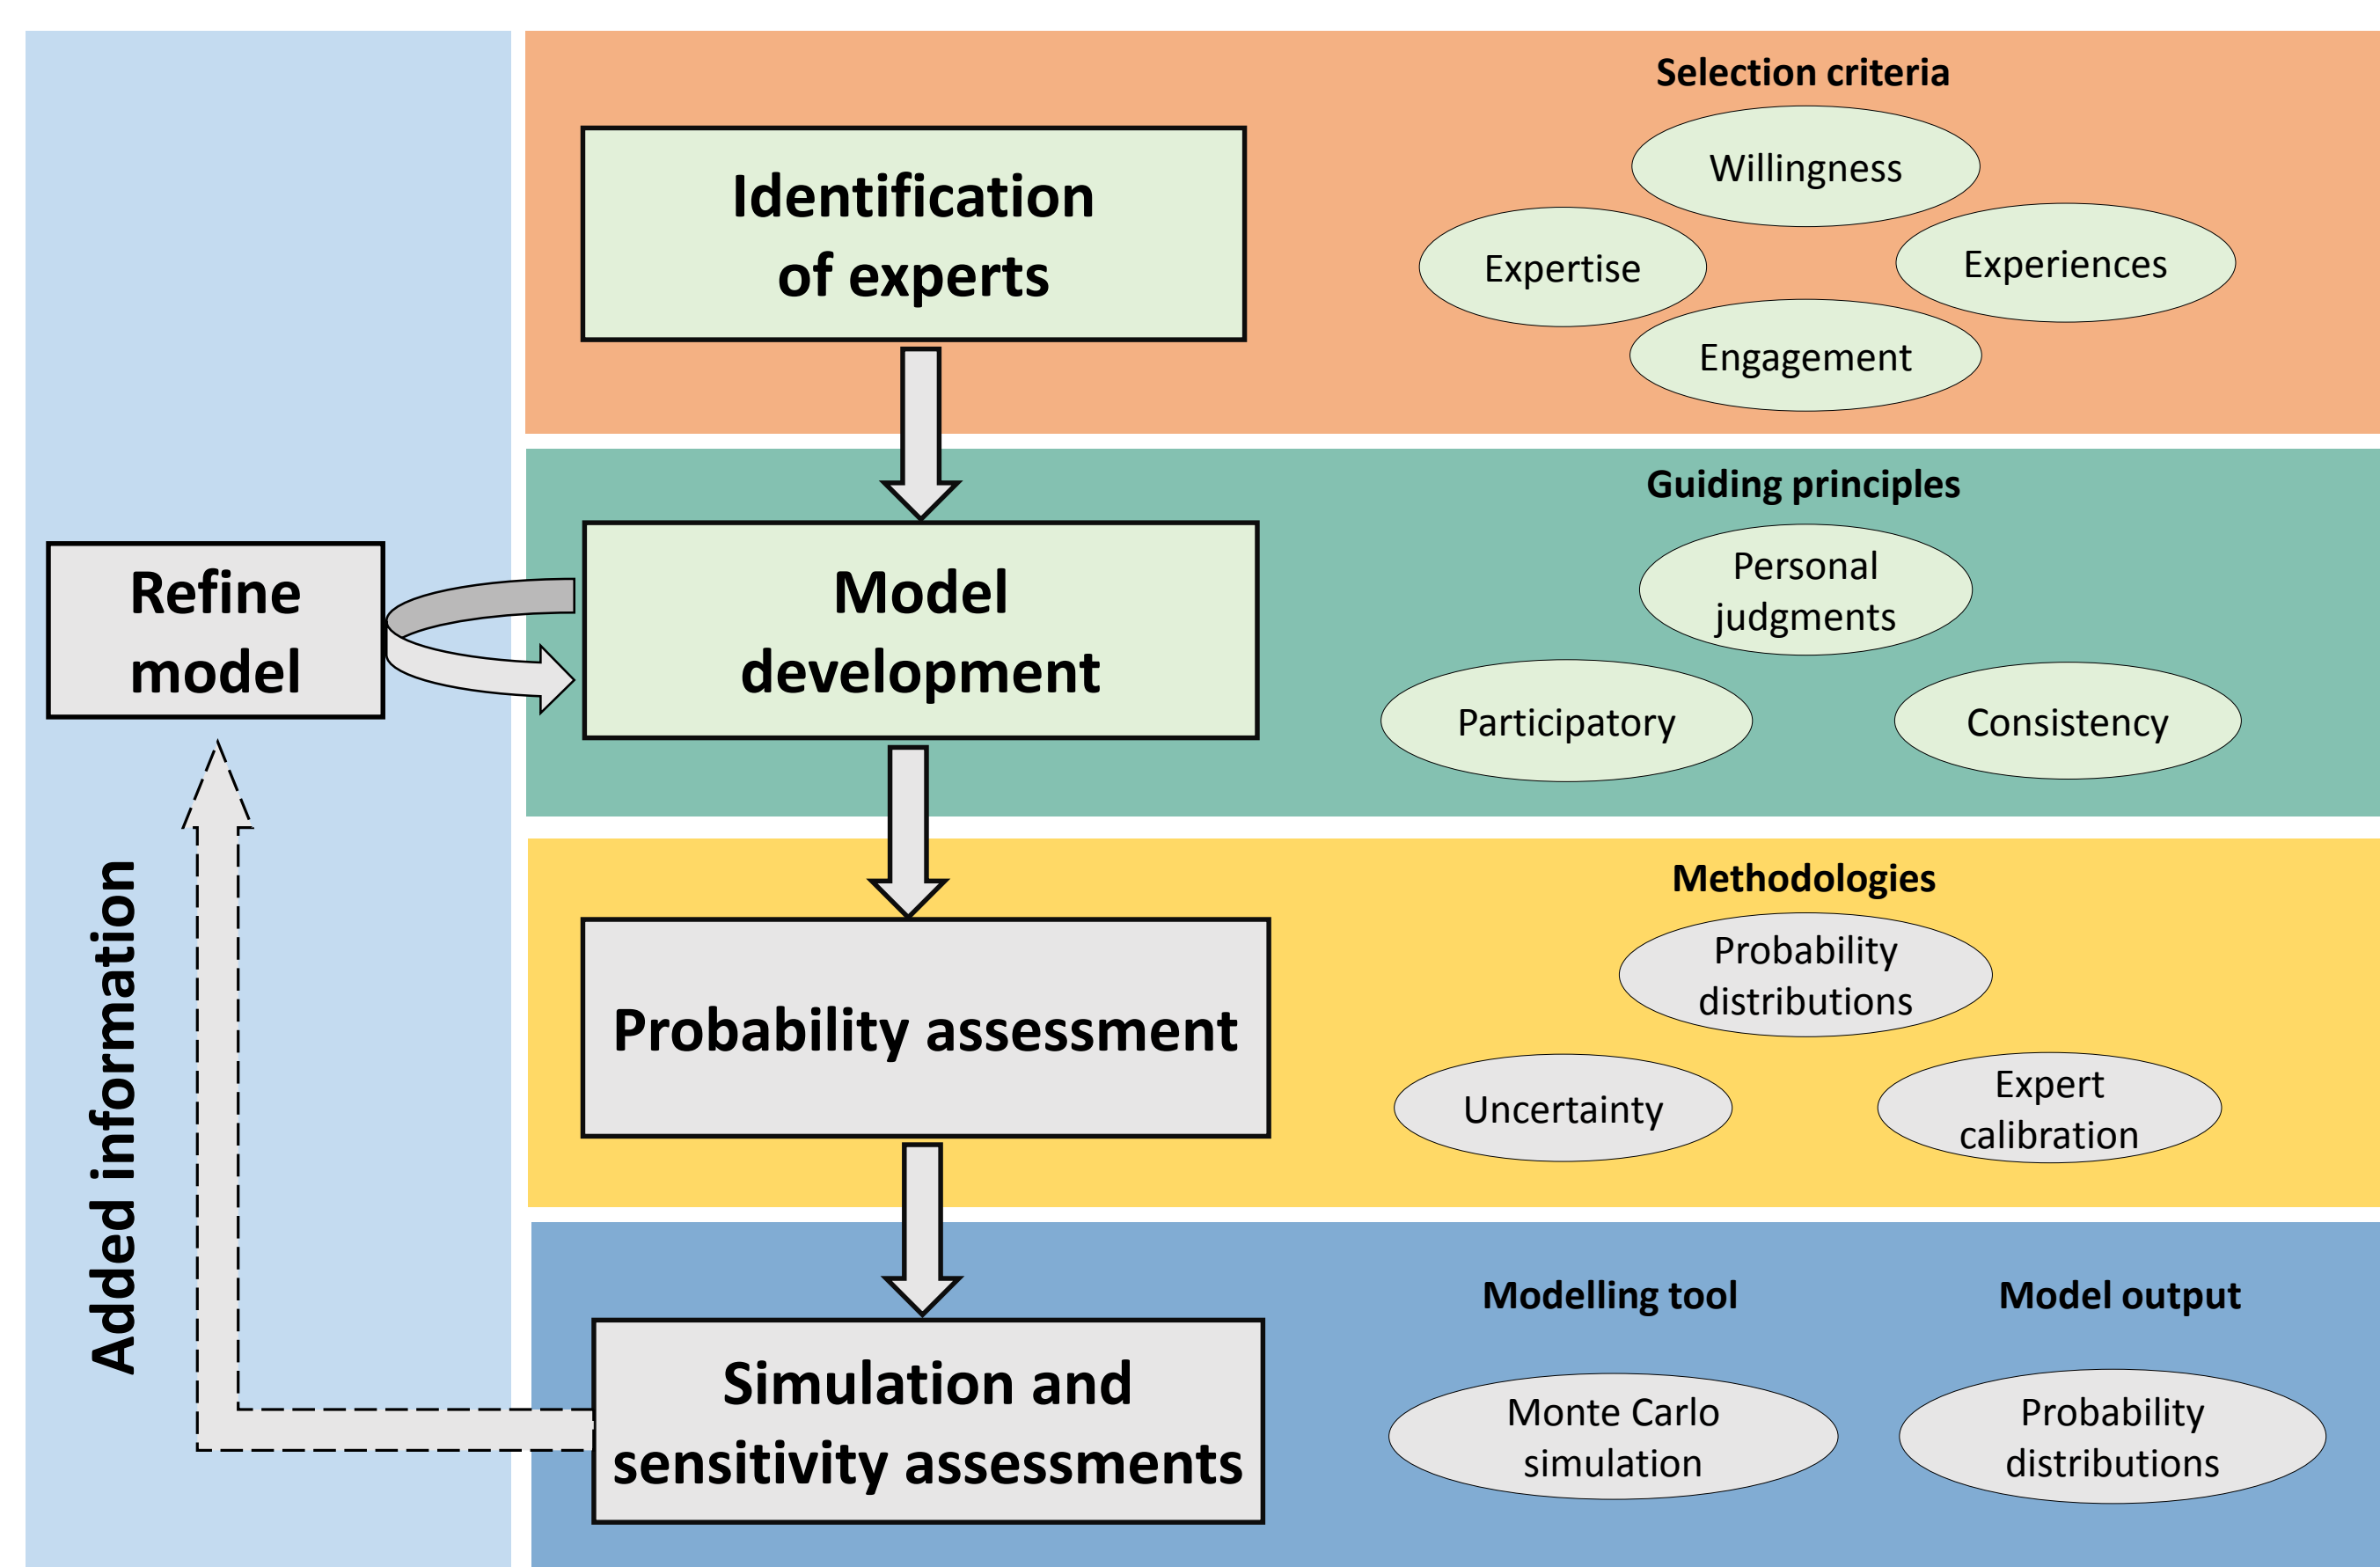 Selection criteria
Identification
of experts
Willingness
Expertise
Experiences
Engagement
Guiding principles
Refine
model
Model
development
Personal
judgments
Participatory
Consistency
Added information
Methodologies
Probability assessment
Probability
distributions
Uncertainty
Expert
calibration
Modelling tool
Model output
Simulation and
sensitivity assessments
Monte Carlo
simulation
Probability
distributions